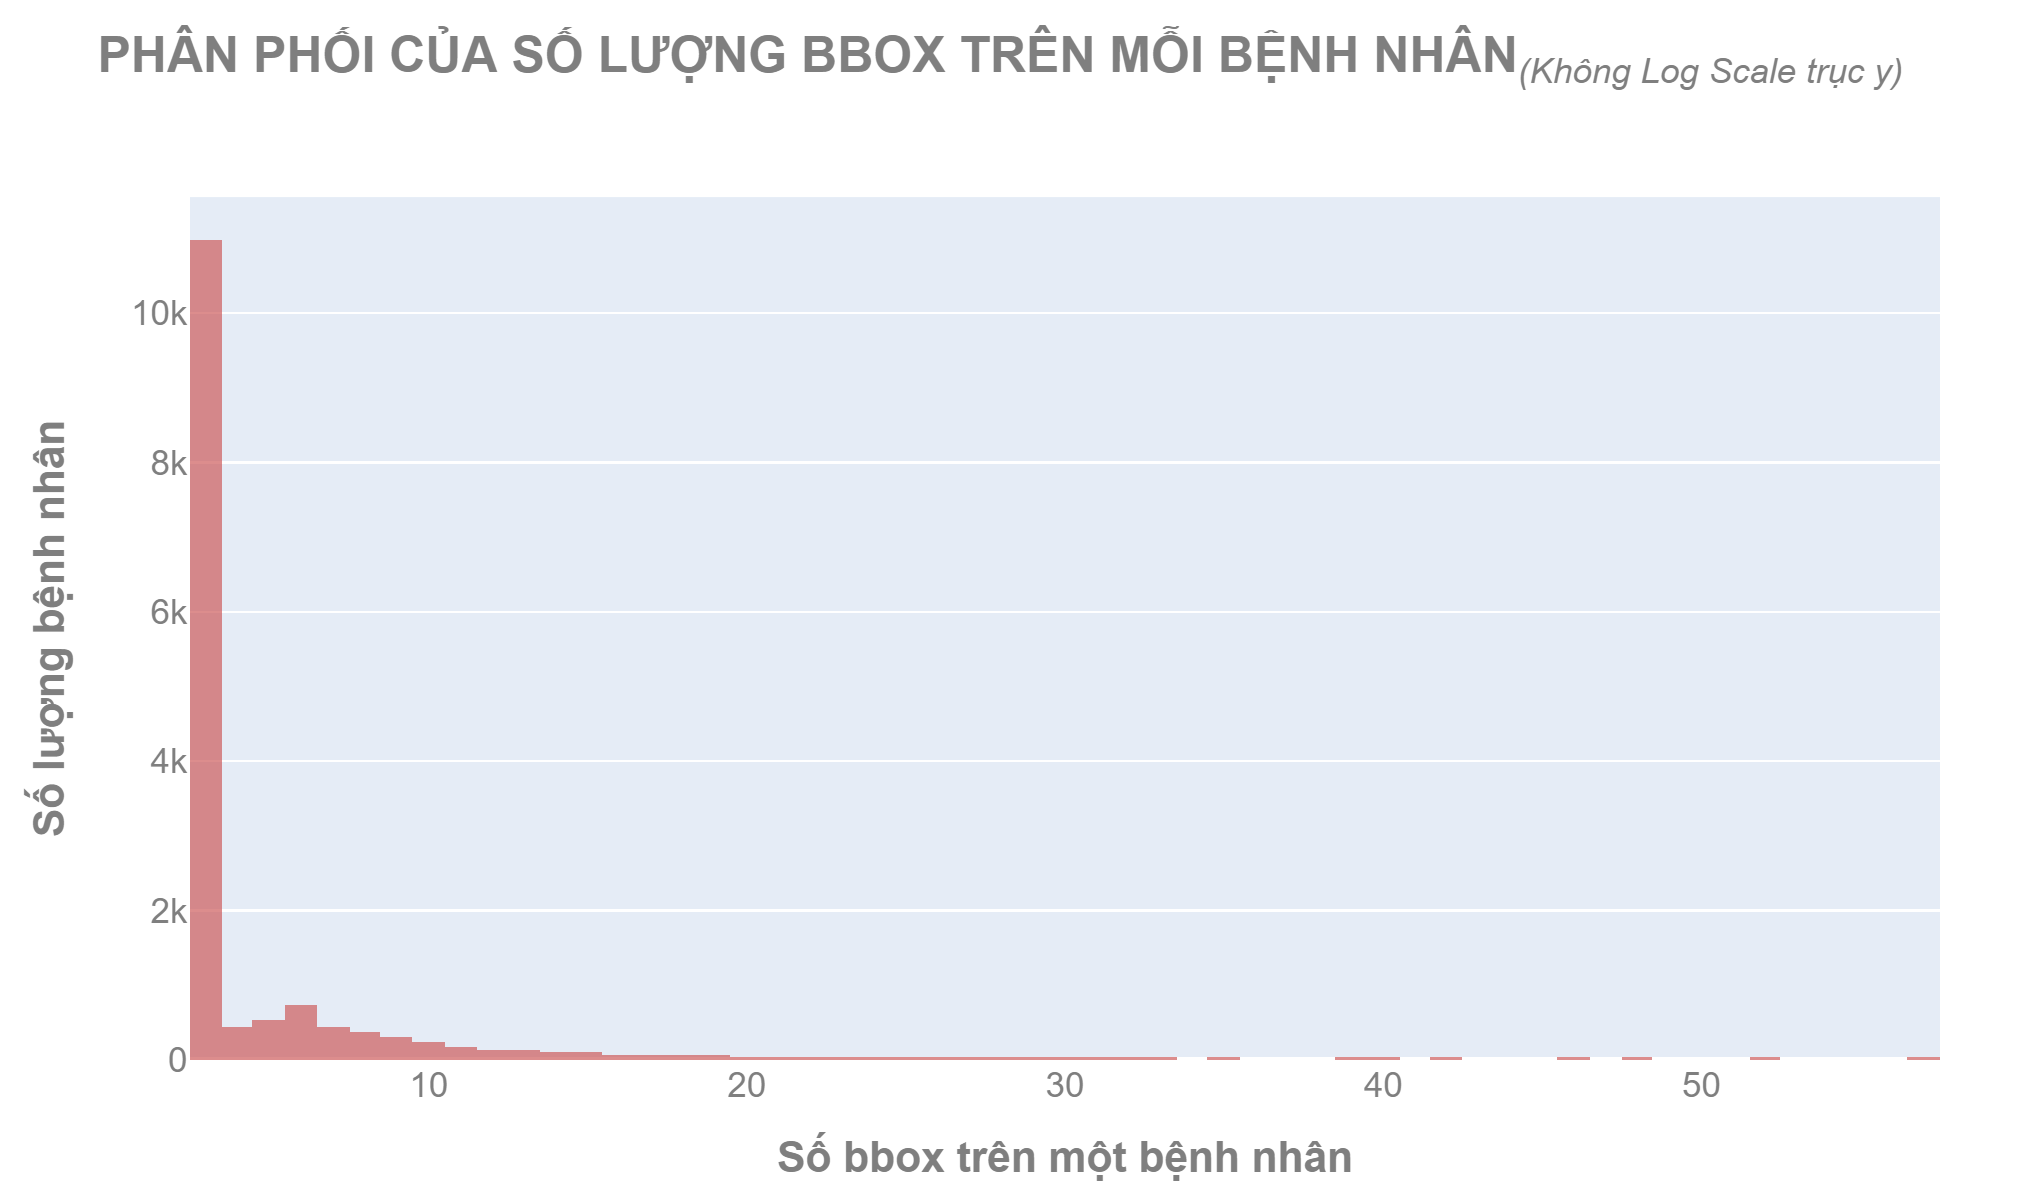 PHÂN PHỐI CỦA SỐ LƯỢNG BBOX TRÊN MỖI BỆNH NHÂN(Không Log Scale trục y)
Số lượng bệnh nhân
10k
8k
6k
4k
2k
0
10 20 30 40 50
Số bbox trên một bệnh nhân